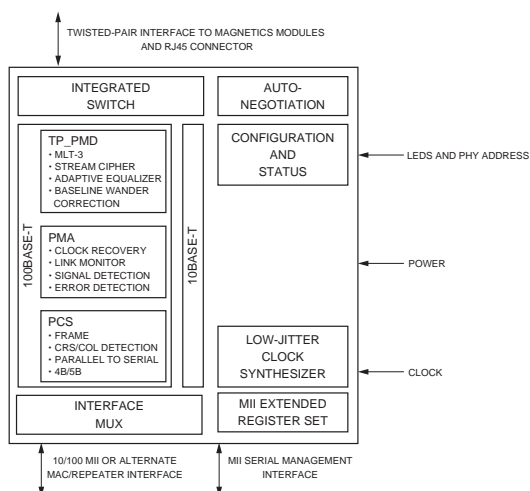 TWISTED-PAIR INTERFACE TO MAGNETICS MODULES
AND RJ45 CONNECTOR
INTEGRATED
SWITCH
AUTO-
NEGOTIATION
100BASE-T
TP_PMD
• MLT-3
• STREAM CIPHER
• ADAPTIVE EQUALIZER
• BASELINE WANDER
CORRECTION
PMA
• CLOCK RECOVERY
• LINK MONITOR
• SIGNAL DETECTION
• ERROR DETECTION
PCS
• FRAME
• CRS/COL DETECTION
• PARALLEL TO SERIAL
• 4B/5B
10BASE-T
CONFIGURATION
AND
STATUS
LEDS AND PHY ADDRESS
POWER
LOW-JITTER
CLOCK
SYNTHESIZER
CLOCK
INTERFACE
MUX
MII EXTENDED
REGISTER SET
10/100 MII OR ALTERNATE
MAC/REPEATER INTERFACE
MII SERIAL MANAGEMENT
INTERFACE